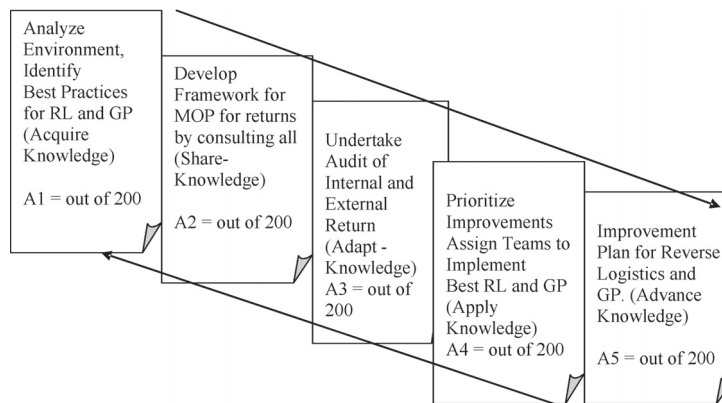 Analyze
Environment,
Identify
Best Practices
for RL and GP
(Acquire
Knowledge)
A1 = out of 200
Develop
Framework for
MOP for returns
by consulting all
(Share-
Knowledge)
A2 = out of 200
Undertake
Audit of
Internal and
External
Return
(Adapt -
Knowledge)
A3 = out of
200
Prioritize
Improvements
Assign Teams to
Implement
Best RL and GP
(Apply
Knowledge)
A4 = out of 200
Improvement
Plan for Reverse
Logistics and
GP. (Advance
Knowledge)
A5 = out of 200